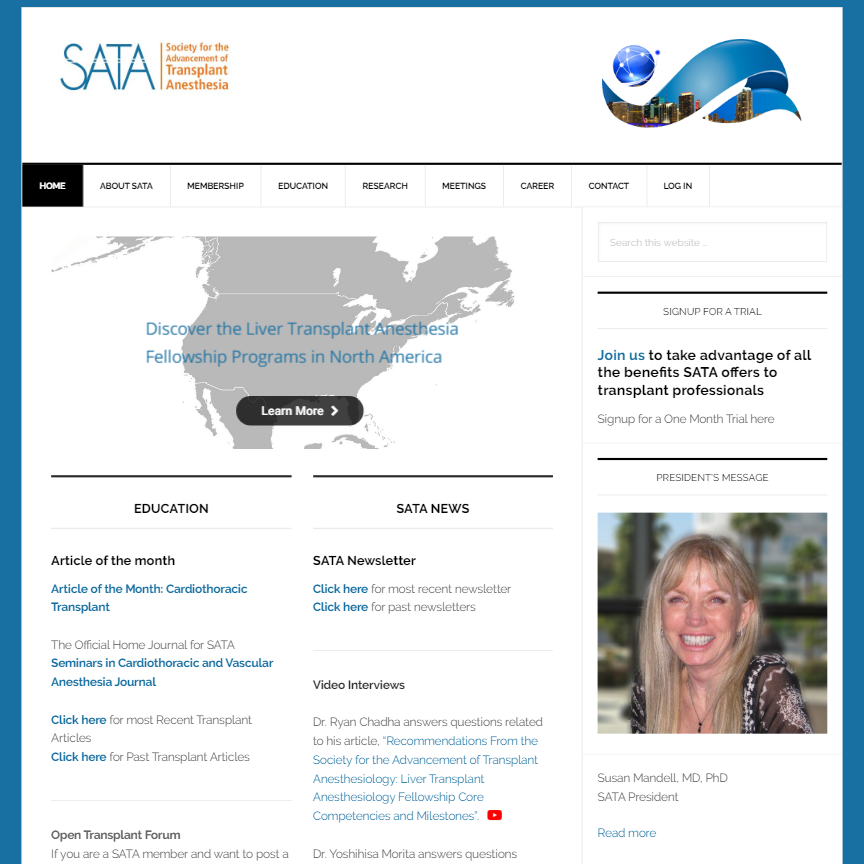 SATA
Society for the
Advancement of
Transplant
Anesthesia
HOME
ABOUT SATA
MEMBERSHIP
EDUCATION
RESEARCH
MEETINGS
CAREER
CONTACT
LOG IN
Discover the Liver Transplant Anesthesia
Fellowship Programs in North America
Learn More
EDUCATION
Article of the month
Article of the Month: Cardiothoracic
Transplant
The Official Home Journal for SATA
Seminars in Cardiothoracic and Vascular
Anesthesia Journal
Click here for most Recent Transplant
Articles
Click here for Past Transplant Articles
Open Transplant Forum
If you are a SATA member and want to post a
SATA NEWS
SATA Newsletter
Click here for most recent newsletter
Click here for past newsletters
Video Interviews
Dr. Ryan Chadha answers questions related
to his article, “Recommendations From the
Society for the Advancement of Transplant
Anesthesiology: Liver Transplant
Anesthesiology Fellowship Core
Competencies and Milestones”.
Dr. Yoshihisa Morita answers questions
Search this website …
SIGNUP FOR A TRIAL
Join us to take advantage of all
the benefits SATA offers to
transplant professionals
Signup for a One Month Trial here
PRESIDENT'S MESSAGE
Susan Mandell, MD, PhD
SATA President
Read more